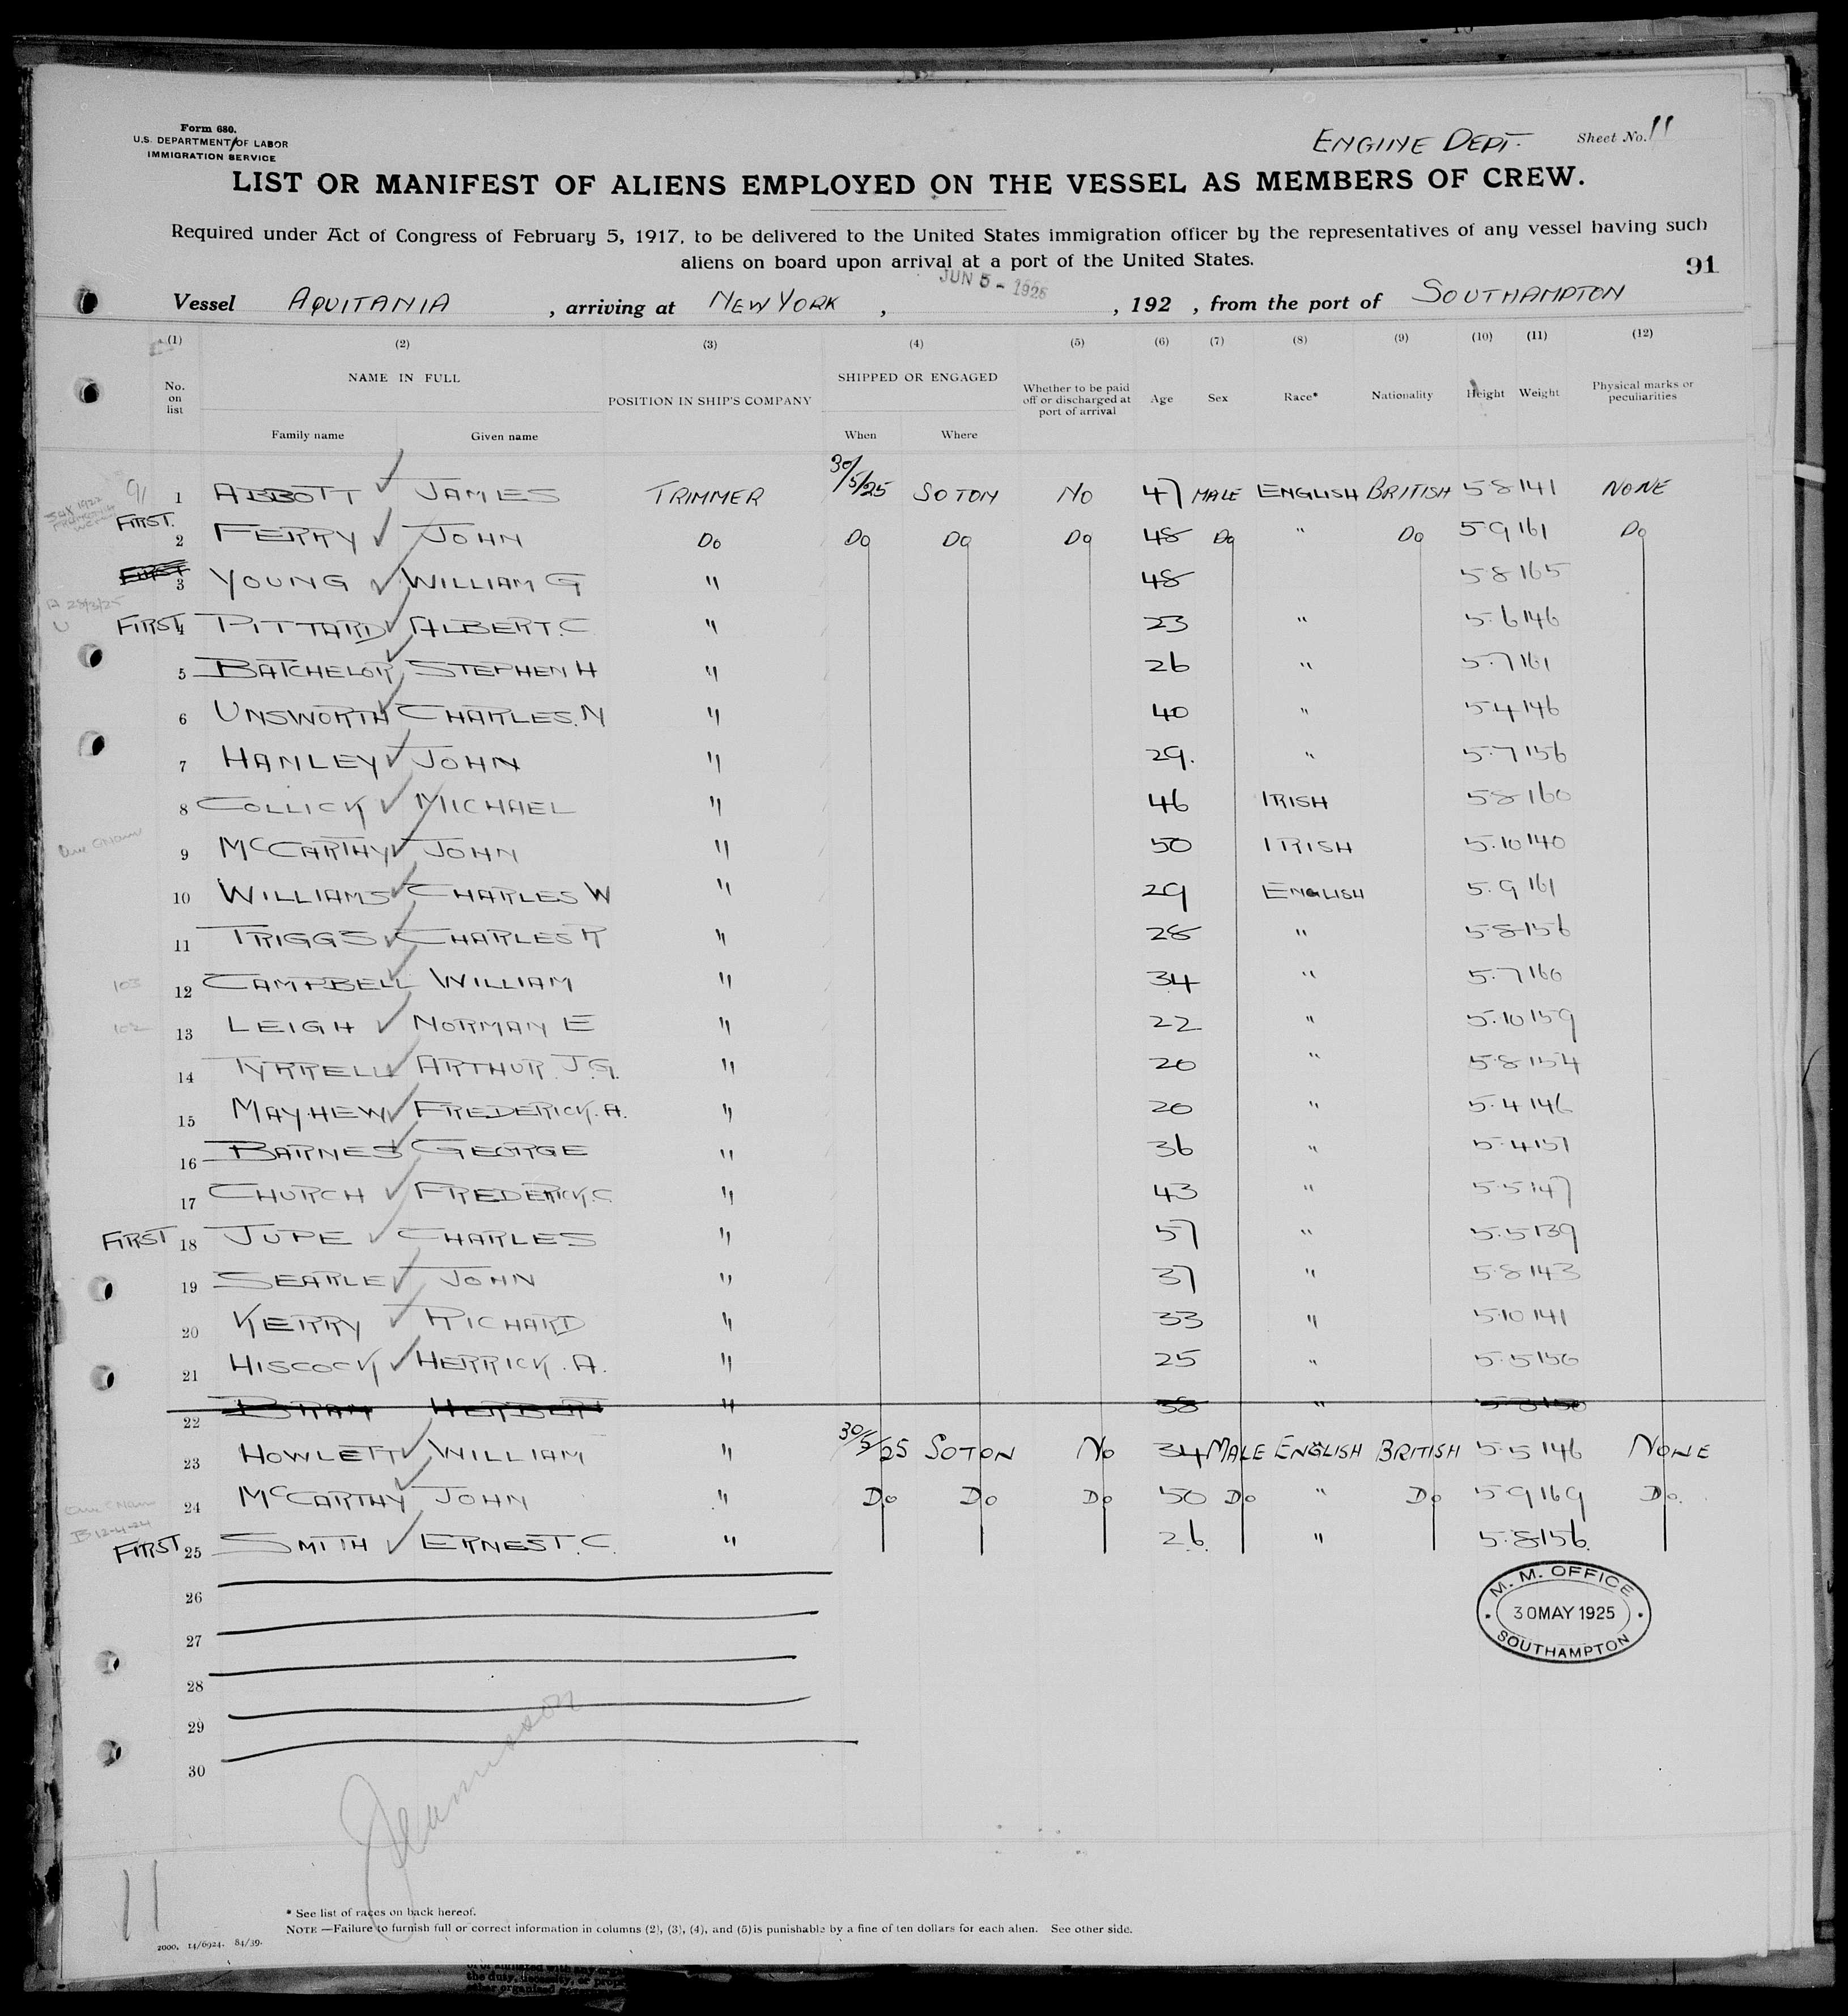 Form 680.
U.S. DEPARTMENT OF LABOR
IMMIGRATION SERVICE
ENGINE DEPT. Sheet No. 11
LIST OR MANIFEST OF ALIENS EMPLOYED ON THE VESSEL AS MEMBERS OF CREW.
Required under Act of Congress of February 5, 1917, to be delivered to the United States immigration officer by the representatives of any vessel having such
aliens on board upon arrival at a port of the United States.
91
JUN 5 - 1925
Vessel AQUITANIA , arriving at NEW YORK , , 192 , from the port of SOUTHAMPTON
(1) (2) (3) (4) (5) (6) (7) (8) (9) (10) (11) (12)
No. on list NAME IN FULL POSITION IN SHIP'S COMPANY SHIPPED OR ENGAGED Whether to be paid off or discharged at port of arrival Age Sex Race* Nationality Height Weight Physical marks or peculiarities
Family name Given name When Where
91 1 ABBOTT JAMES TRIMMER 30/5/25 SOTON NO 47 MALE ENGLISH BRITISH 5 8 141 NONE
FIRST. 2 FERRY JOHN DO DO DO DO 48 DO " DO 5 9 161 DO
FIRST 3 YOUNG WILLIAM G " 48 5 8 165
FIRST 4 PITTARD ALBERT. C " 23 " 5. 6 146
5 BATCHELOR STEPHEN H " 26 " 5. 7 161
6 UNSWORTH CHARLES. N " 40 " 5 4 146
7 HANLEY JOHN " 29. " 5. 7 156
8 COLLICK MICHAEL " 46 IRISH 5 8 160
9 MCCARTHY JOHN " 50 IRISH 5. 10 140
10 WILLIAMS CHARLES W " 29 ENGLISH 5. 9 161
11 TRIGGS CHARLES R " 28 " 5 8 156
103 12 CAMPBELL WILLIAM " 34 " 5. 7 160
102 13 LEIGH NORMAN E " 22 " 5. 10 159
14 TYRRELL ARTHUR. J.G. " 20 " 5 8 154
15 MAYHEW FREDERICK. A. " 20 " 5. 4 146
16 BARNES GEORGE " 36 " 5. 4 151
17 CHURCH FREDERICK. C " 43 " 5. 5 147
FIRST 18 JUPE CHARLES " 57 " 5. 5 139
19 SEARLE JOHN " 37 " 5. 8 143
20 KERRY RICHARD " 33 " 5. 10 141
21 HISCOCK HERRICK. A. " 25 " 5. 5 156
22 HERBERT " 38 "
23 HOWLETT WILLIAM " 30/5/25 SOTON NO 34 MALE ENGLISH BRITISH 5. 5 146 NONE
24 MCCARTHY JOHN " DO DO DO 50 DO " DO 5 9 169 DO.
B 12-4-24
FIRST 25 SMITH ERNEST. C. " 26. " 5. 8 156.
26
27
28
29
30
M. M. OFFICE
30 MAY 1925
SOUTHAMPTON
11
* See list of races on back hereof.
NOTE —Failure to furnish full or correct information in columns (2), (3), (4), and (5) is punishable by a fine of ten dollars for each alien. See other side.
2000. 14/6924. 84/39.